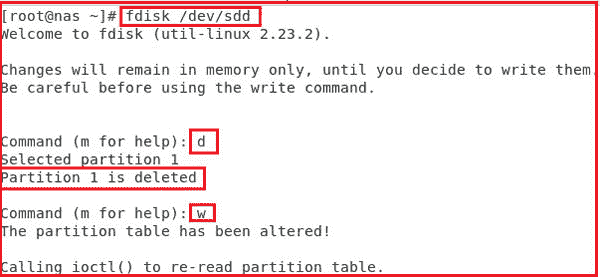 [root@nas ~]# fdisk /dev/sdd
Welcome to fdisk (util-linux 2.23.2).
Changes will remain in memory only, until you decide to write them.
Be careful before using the write command.
Command (m for help): d
Selected partition 1
Partition 1 is deleted
Command (m for help): w
The partition table has been altered!
Calling ioctl() to re-read partition table.